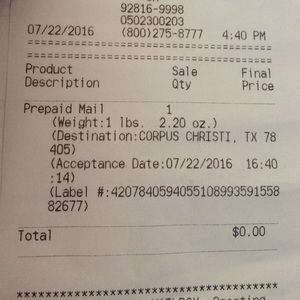 92816-9998
0502300203
07/22/2016 (800)275-8777 4:40 PM
================================
================================
Product Sale Final
Description Qty Price
Prepaid Mail 1
(Weight:1 lbs. 2.20 oz.)
(Destination:CORPUS CHRISTI, TX 78
405)
(Acceptance Date:07/22/2016 16:40
:14)
(Label #:4207840594055108993591558
82677)
Total $0.00
************************************
Greeting